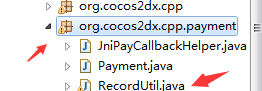 org.cocos2dx.cpp
org.cocos2dx.cpp.payment
JniPayCallbackHelper.java
Payment.java
RecordUtil.java